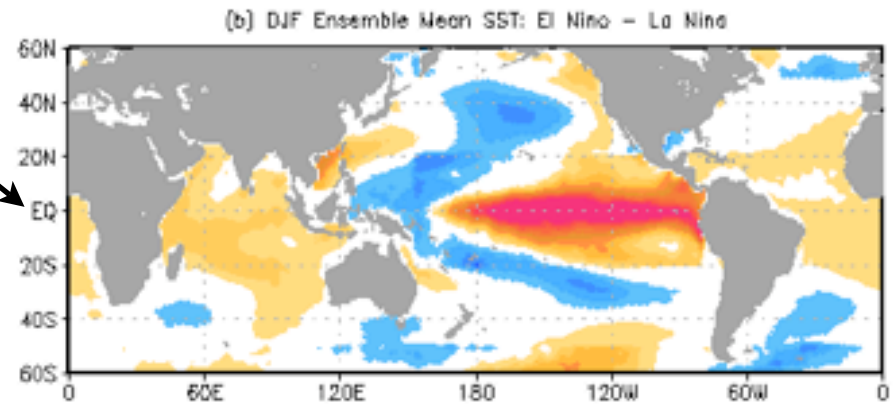 (b) DJF Ensemble Mean SST: El Nino - La Nina
60N
40N
20N
EQ
20S
40S
60S
0 60E 120E 180 120W 60W 0